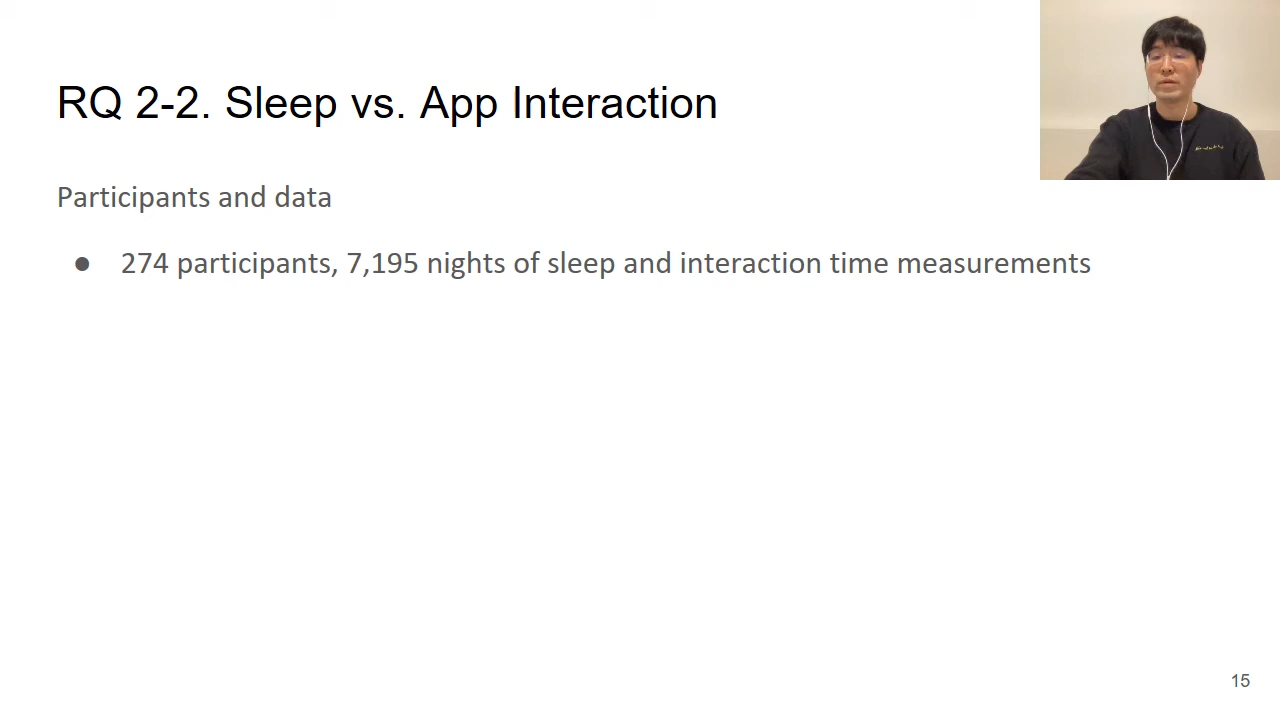 RQ 2-2. Sleep vs. App Interaction
Participants and data
● 274 participants, 7,195 nights of sleep and interaction time measurements
15